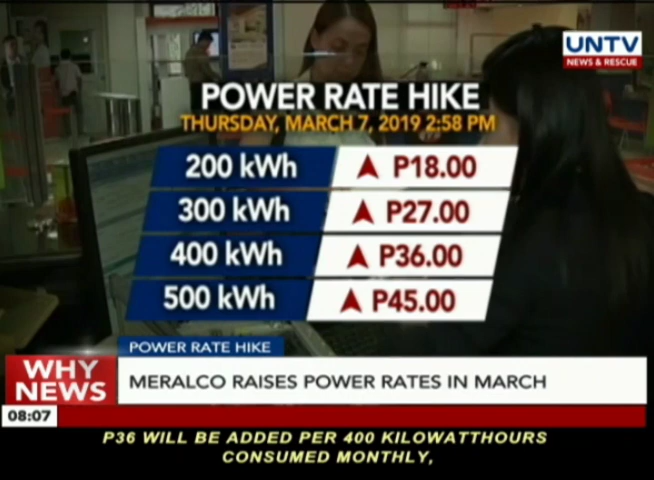 UNTV
NEWS & RESCUE
POWER RATE HIKE
THURSDAY, MARCH 7, 2019 2:58 PM
200 kWh ▲ P18.00
300 kWh ▲ P27.00
400 kWh ▲ P36.00
500 kWh ▲ P45.00
POWER RATE HIKE
WHY
NEWS
MERALCO RAISES POWER RATES IN MARCH
08:07
P36 WILL BE ADDED PER 400 KILOWATTHOURS
CONSUMED MONTHLY,